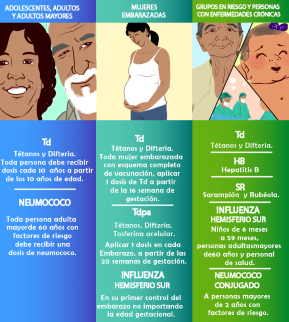 ADOLESCENTES, ADULTOS
Y ADULTOS MAYORES
Td
Tétanos y Difteria.
Toda persona debe recibir
dosis cada 10 años a partir
de los 10 años de edad.
NEUMOCOCO
Toda persona adulta
mayorde 60 años con
factores de riesgo
debe recibir una
dosis de neumococo.
MUJERES
EMBARAZADAS
Td
Tétanos y Difteria.
Toda mujer embarazada
con esquema completo
de vacunación, aplicar
1 dosis de Td a partir
de la 16 semana de
gestación.
Tdpa
Tétanos, Difteria,
Tosferina acelular.
Aplicar 1 dosis en cada
Embarazo, a partir de las
20 semanas de gestación.
INFLUENZA
HEMISFERIO SUR
En su primer control del
embarazo no importando
la edad gestacional.
GRUPOS EN RIESGO Y PERSONAS
CON ENFERMEDADES CRÓNICAS
Td
Tétanos y Difteria.
HB
Hepatitis B
SR
Sarampión y Rubéola.
INFLUENZA
HEMISFERIO SUR
Niños de 6 meses
a 59 meses,
personas adultasmayores
de60 años y personal
de salud.
NEUMOCOCO
CONJUGADO
A personas mayores
de 2 años con
factores de riesgo.